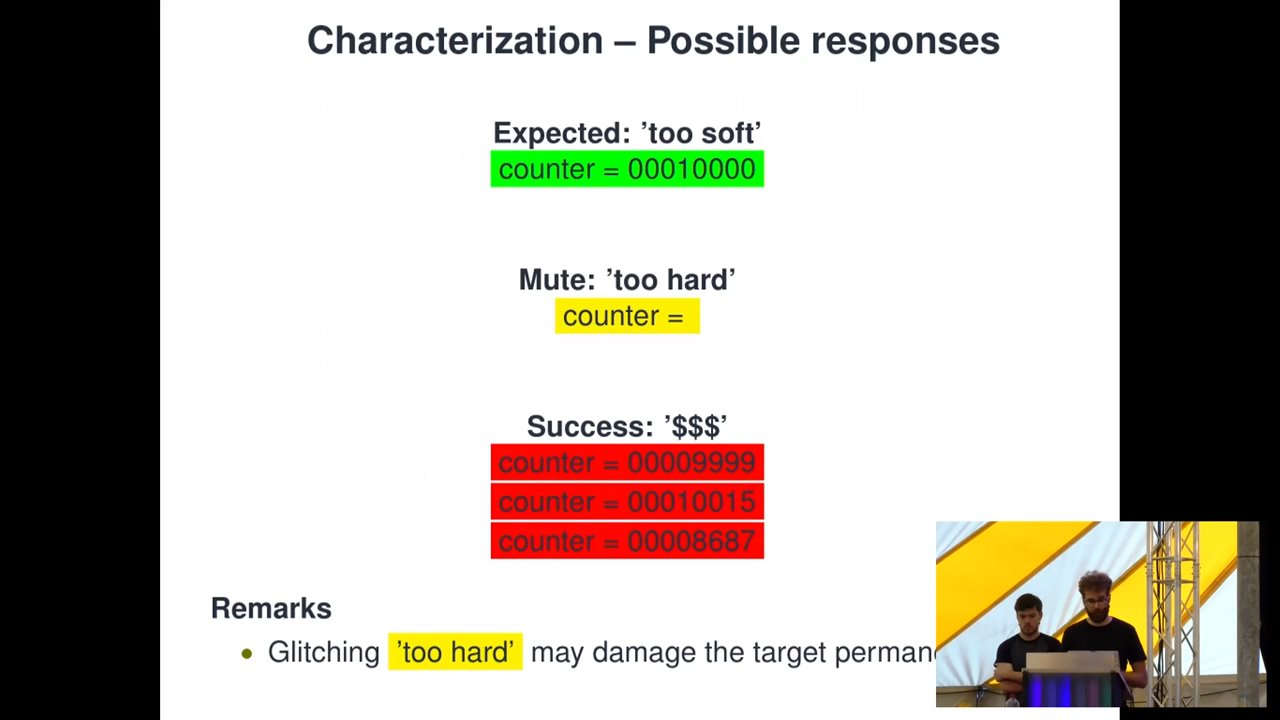 Characterization – Possible responses
Expected: ’too soft’
counter = 00010000
Mute: ’too hard’
counter =
Success: ’$$$’
counter = 00009999
counter = 00010015
counter = 00008687
Remarks
• Glitching ’too hard’ may damage the target